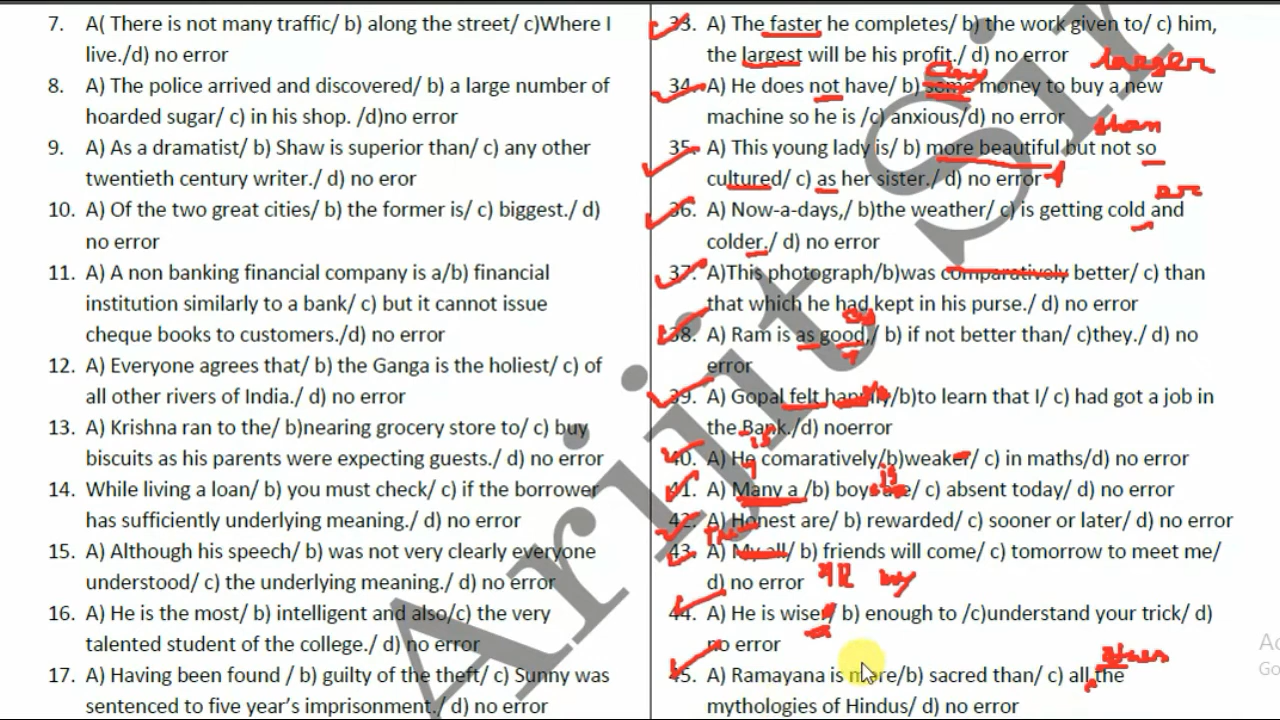 7. A( There is not many traffic/ b) along the street/ c)Where I
live./d) no error
8. A) The police arrived and discovered/ b) a large number of
hoarded sugar/ c) in his shop. /d)no error
9. A) As a dramatist/ b) Shaw is superior than/ c) any other
twentieth century writer./ d) no eror
10. A) Of the two great cities/ b) the former is/ c) biggest./ d)
no error
11. A) A non banking financial company is a/b) financial
institution similarly to a bank/ c) but it cannot issue
cheque books to customers./d) no error
12. A) Everyone agrees that/ b) the Ganga is the holiest/ c) of
all other rivers of India./ d) no error
13. A) Krishna ran to the/ b)nearing grocery store to/ c) buy
biscuits as his parents were expecting guests./ d) no error
14. While living a loan/ b) you must check/ c) if the borrower
has sufficiently underlying meaning./ d) no error
15. A) Although his speech/ b) was not very clearly everyone
understood/ c) the underlying meaning./ d) no error
16. A) He is the most/ b) intelligent and also/c) the very
talented student of the college./ d) no error
17. A) Having been found / b) guilty of the theft/ c) Sunny was
sentenced to five year's imprisonment./ d) no error
33. A) The faster he completes/ b) the work given to/ c) him,
the largest will be his profit./ d) no error larger
any
34. A) He does not have/ b) some money to buy a new
machine so he is /c) anxious/d) no error
than
35. A) This young lady is/ b) more beautiful but not so
cultured/ c) as her sister./ d) no error
er
36. A) Now-a-days,/ b)the weather/ c) is getting cold and
colder./ d) no error
37. A)This photograph/b)was comparatively better/ c) than
that which he had kept in his purse./ d) no error
as
38. A) Ram is as good,/ b) if not better than/ c)they./ d) no
error
39. A) Gopal felt happily/b)to learn that I/ c) had got a job in
the Bank./d) noerror
is
40. A) He comaratively/b)weaker/ c) in maths/d) no error
is
41. A) Many a /b) boys are/ c) absent today/ d) no error
42. A) Honest are/ b) rewarded/ c) sooner or later/ d) no error
The
43. A) My all/ b) friends will come/ c) tomorrow to meet me/
d) no error All my
44. A) He is wiser/ b) enough to /c)understand your trick/ d)
no error
other
45. A) Ramayana is more/b) sacred than/ c) all the
mythologies of Hindus/ d) no error
Arijit Sir